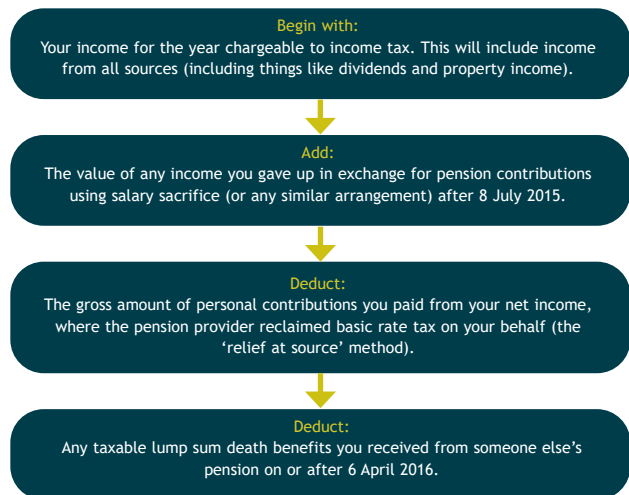 Begin with:
Your income for the year chargeable to income tax. This will include income
from all sources (including things like dividends and property income).
Add:
The value of any income you gave up in exchange for pension contributions
using salary sacrifice (or any similar arrangement) after 8 July 2015.
Deduct:
The gross amount of personal contributions you paid from your net income,
where the pension provider reclaimed basic rate tax on your behalf (the
‘relief at source’ method).
Deduct:
Any taxable lump sum death benefits you received from someone else’s
pension on or after 6 April 2016.